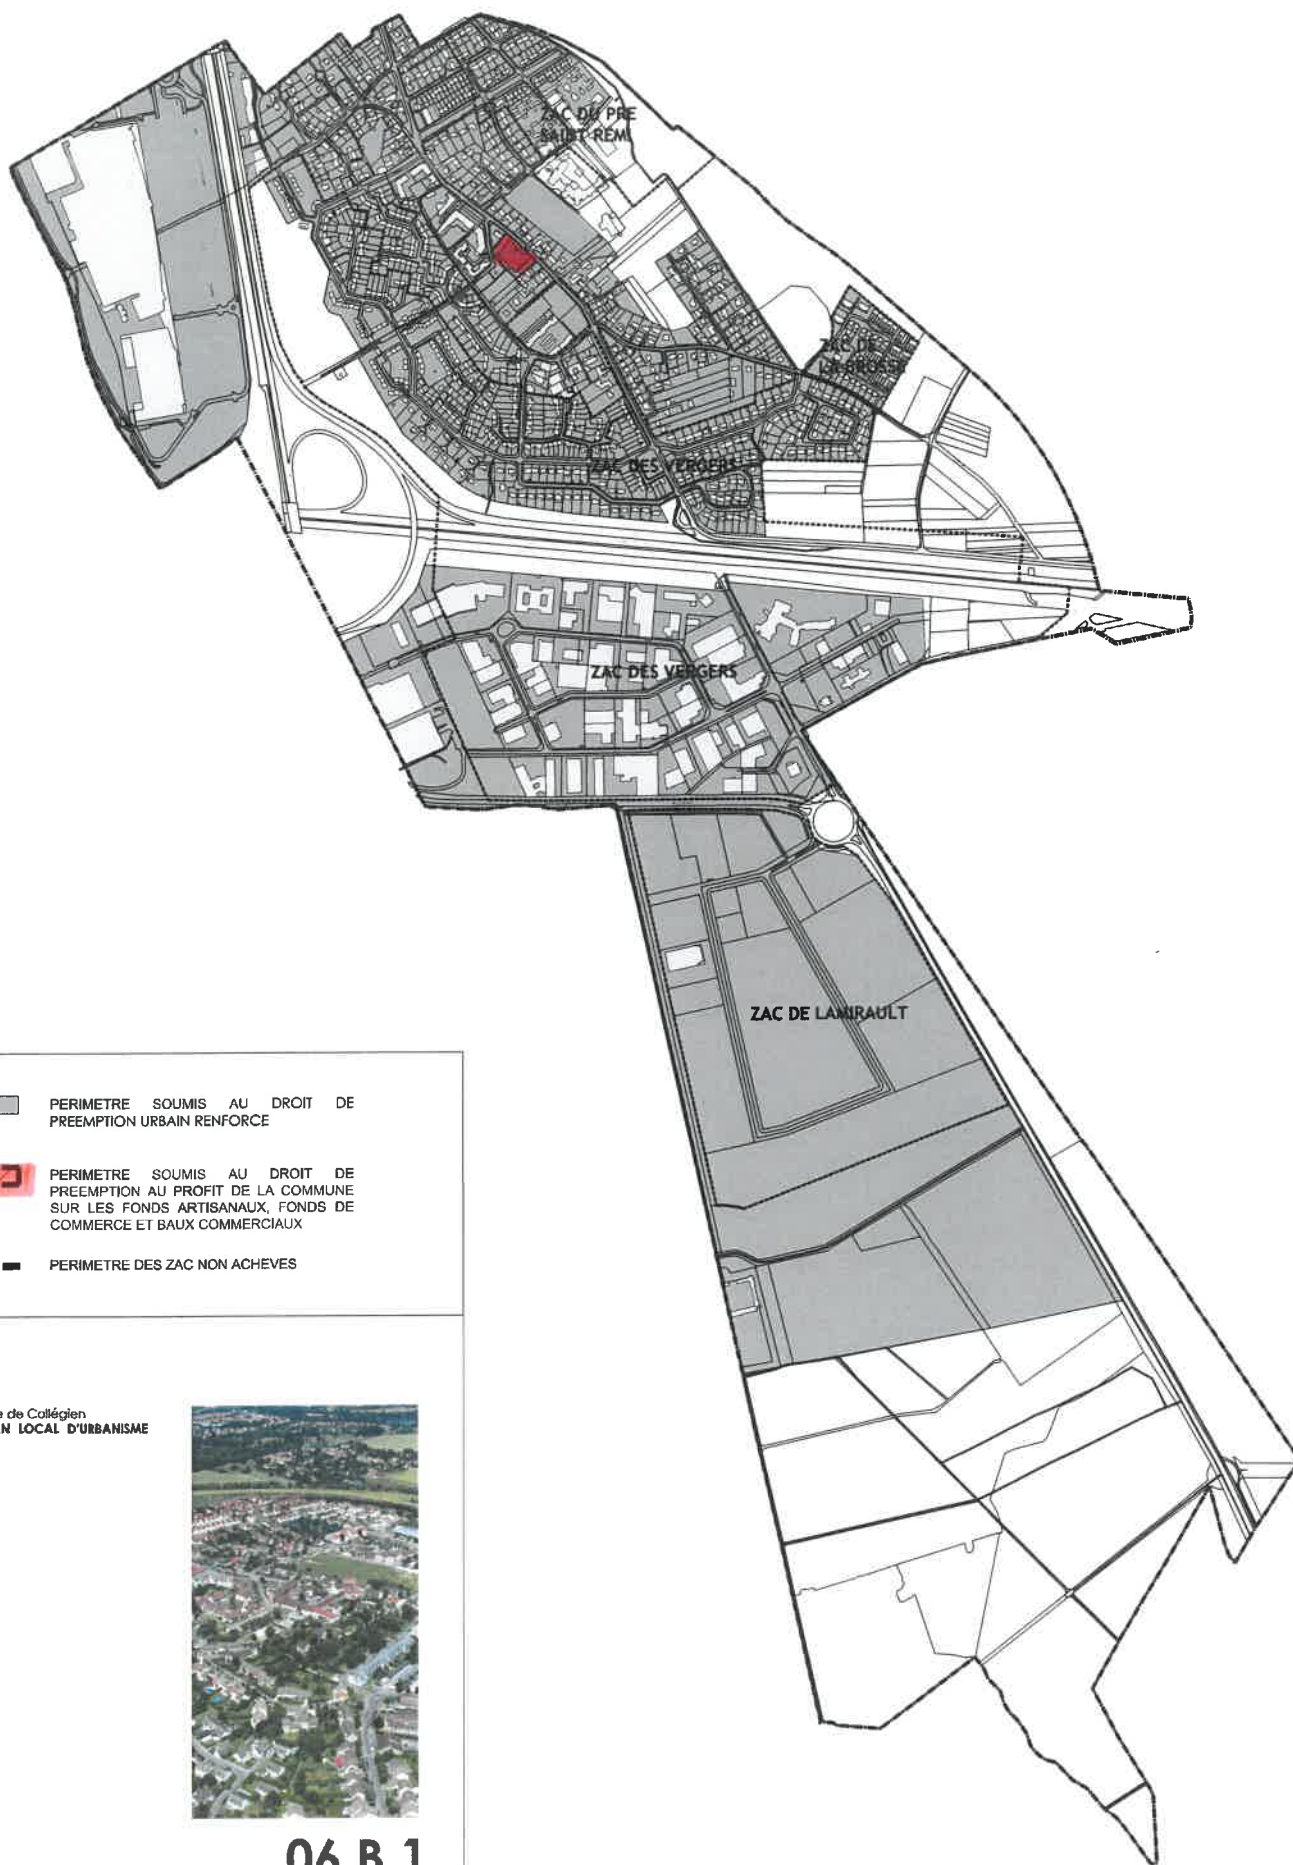 ZAC DU PRE
SAINT REMI
ZAC DE
LA BROSSE
ZAC DES VERGERS
ZAC DES VERGERS
ZAC DE LAMIRAULT
PERIMETRE SOUMIS AU DROIT DE
PREEMPTION URBAIN RENFORCE
PERIMETRE SOUMIS AU DROIT DE
PREEMPTION AU PROFIT DE LA COMMUNE
SUR LES FONDS ARTISANAUX, FONDS DE
COMMERCE ET BAUX COMMERCIAUX
PERIMETRE DES ZAC NON ACHEVES
e de Collégien
N LOCAL D'URBANISME
06 B 1